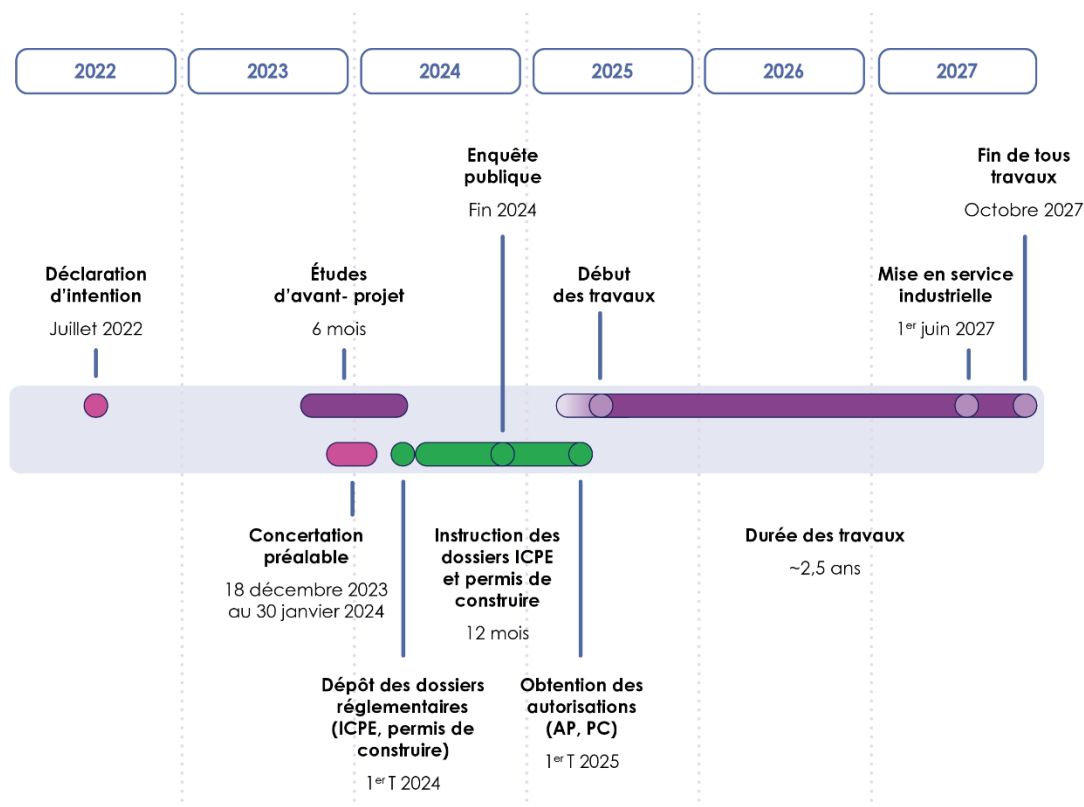 2022
2023
2024
2025
2026
2027
Enquête
publique
Fin 2024
Fin de tous
travaux
Octobre 2027
Déclaration
d'intention
Juillet 2022
Études
d'avant- projet
6 mois
Début
des travaux
Mise en service
industrielle
1er juin 2027
Concertation
préalable
18 décembre 2023
au 30 janvier 2024
Instruction des
dossiers ICPE
et permis de
construire
12 mois
Durée des travaux
~2,5 ans
Dépôt des dossiers
réglementaires
(ICPE, permis de
construire)
1er T 2024
Obtention des
autorisations
(AP, PC)
1er T 2025